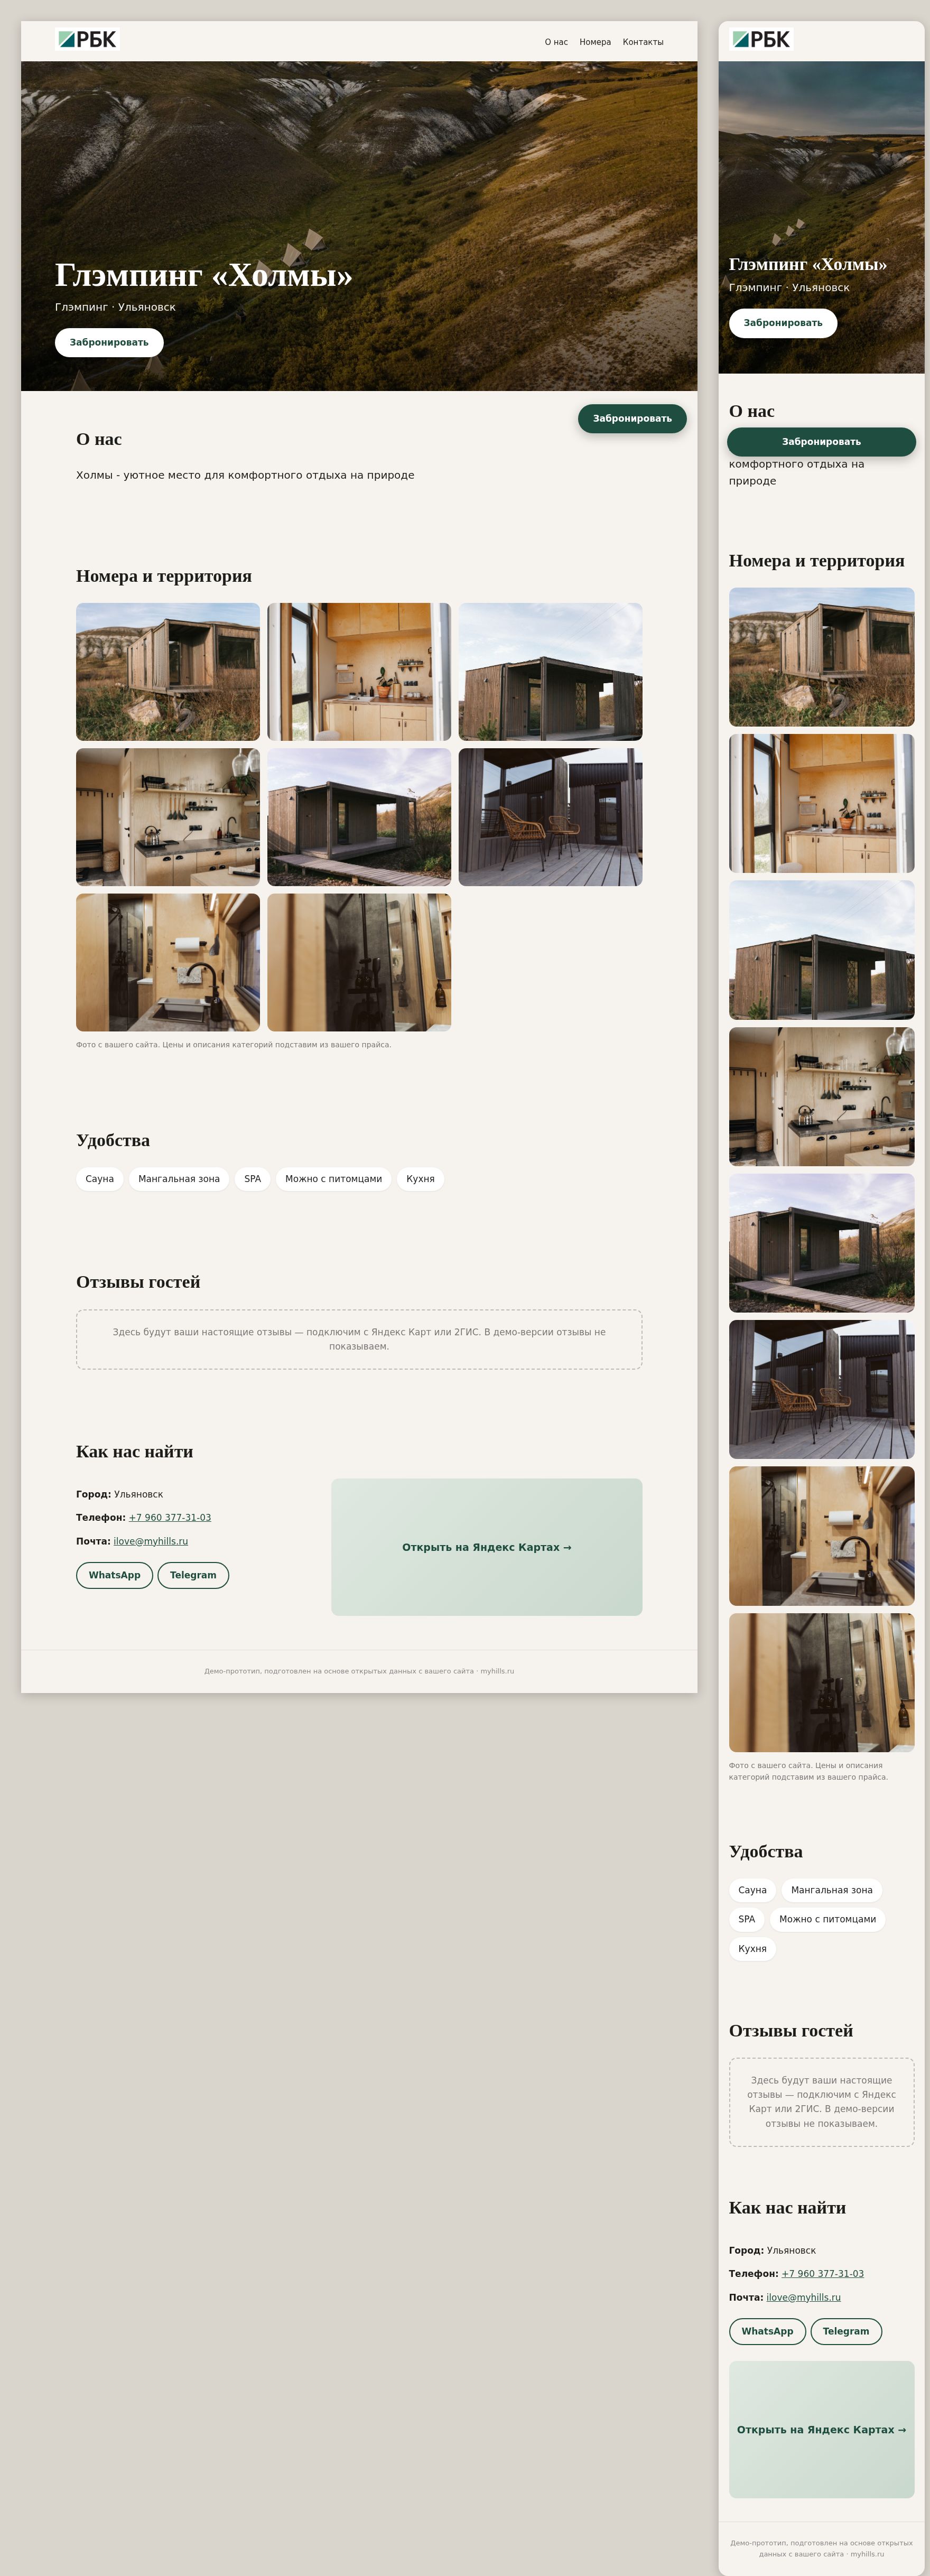 РБК
О нас
Номера
Контакты
Глэмпинг «Холмы»
Глэмпинг · Ульяновск
Забронировать
Забронировать
О нас
Холмы - уютное место для комфортного отдыха на природе
Номера и территория
Фото с вашего сайта. Цены и описания категорий подставим из вашего прайса.
Удобства
Сауна
Мангальная зона
SPA
Можно с питомцами
Кухня
Отзывы гостей
Здесь будут ваши настоящие отзывы — подключим с Яндекс Карт или 2ГИС. В демо-версии отзывы не
показываем.
Как нас найти
Город: Ульяновск
Телефон: +7 960 377-31-03
Почта: ilove@myhills.ru
WhatsApp
Telegram
Открыть на Яндекс Картах →
Демо-прототип, подготовлен на основе открытых данных с вашего сайта · myhills.ru
РБК
Глэмпинг «Холмы»
Глэмпинг · Ульяновск
Забронировать
О нас
Забронировать
комфортного отдыха на
природе
Номера и территория
Фото с вашего сайта. Цены и описания
категорий подставим из вашего прайса.
Удобства
Сауна
Мангальная зона
SPA
Можно с питомцами
Кухня
Отзывы гостей
Здесь будут ваши настоящие
отзывы — подключим с Яндекс
Карт или 2ГИС. В демо-версии
отзывы не показываем.
Как нас найти
Город: Ульяновск
Телефон: +7 960 377-31-03
Почта: ilove@myhills.ru
WhatsApp
Telegram
Открыть на Яндекс Картах →
Демо-прототип, подготовлен на основе открытых
данных с вашего сайта · myhills.ru